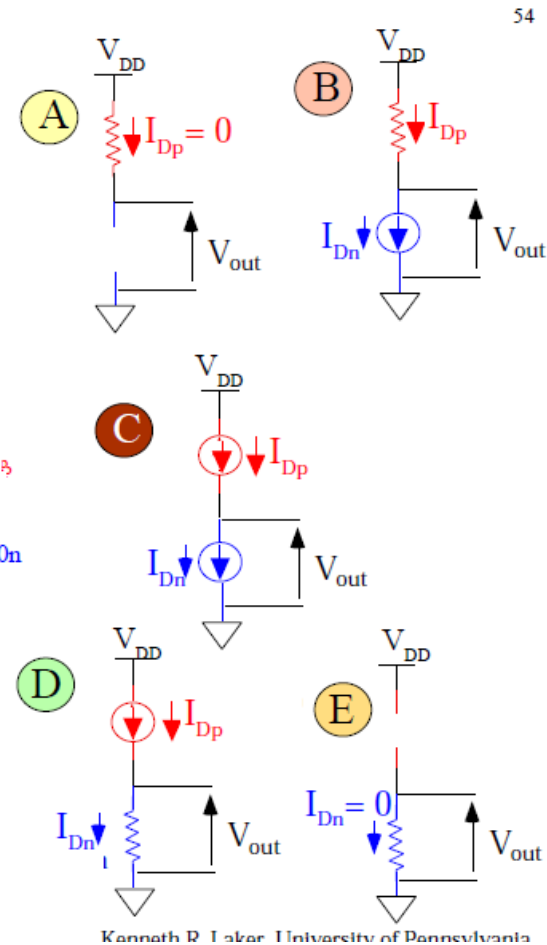 54
V_DD
A
I_Dp = 0
V_out
V_DD
B
I_Dp
I_Dn
V_out
V_DD
C
I_Dp
I_Dn
V_out
0n
V_DD
D
I_Dp
I_Dn
V_out
V_DD
E
I_Dn = 0
V_out
Kenneth R. Laker, University of Pennsylvania